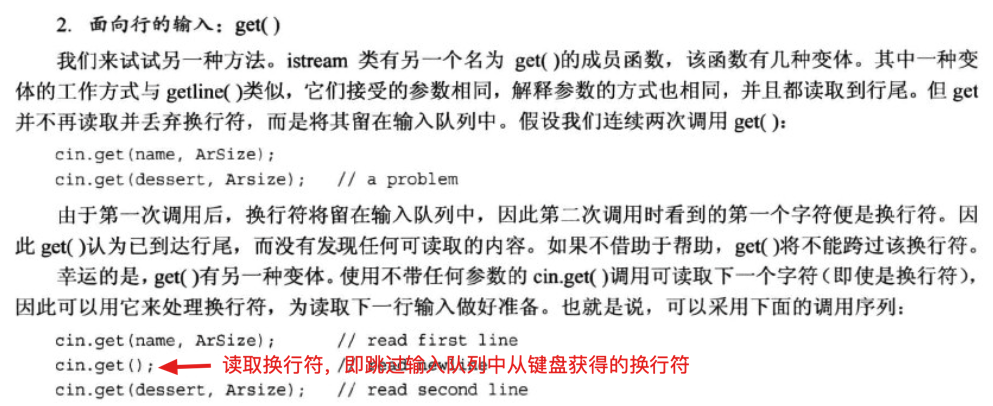 2. 面向行的输入：get( )
我们来试试另一种方法。istream 类有另一个名为 get( )的成员函数，该函数有几种变体。其中一种变
体的工作方式与 getline( )类似，它们接受的参数相同，解释参数的方式也相同，并且都读取到行尾。但 get
并不再读取并丢弃换行符，而是将其留在输入队列中。假设我们连续两次调用 get( )：
cin.get(name, ArSize);
cin.get(dessert, Arsize);   // a problem
由于第一次调用后，换行符将留在输入队列中，因此第二次调用时看到的第一个字符便是换行符。因
此 get( )认为已到达行尾，而没有发现任何可读取的内容。如果不借助于帮助，get( )将不能跨过该换行符。
幸运的是，get( )有另一种变体。使用不带任何参数的 cin.get( )调用可读取下一个字符（即使是换行符），
因此可以用它来处理换行符，为读取下一行输入做好准备。也就是说，可以采用下面的调用序列：
cin.get(name, ArSize);      // read first line
cin.get();      // read newline
读取换行符，即跳过输入队列中从键盘获得的换行符
cin.get(dessert, Arsize);   // read second line